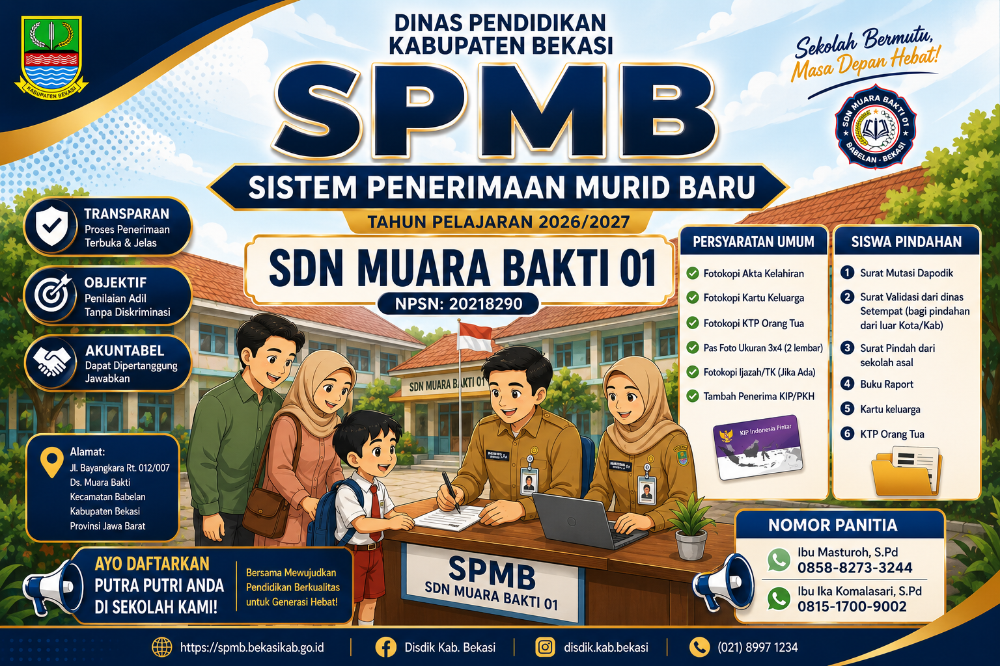 DINAS PENDIDIKAN
KABUPATEN BEKASI
SPMB
SISTEM PENERIMAAN MURID BARU
TAHUN PELAJARAN 2026/2027
SDN MUARA BAKTI 01
NPSN: 20218290
KABUPATEN BEKASI
Sekolah Bermutu,
Masa Depan Hebat!
SDN MUARA BAKTI 01
BABELAN - BEKASI
TRANSPARAN
Proses Penerimaan
Terbuka & Jelas
OBJEKTIF
Penilaian Adil
Tanpa Diskriminasi
AKUNTABEL
Dapat Dipertanggung
Jawabkan
Alamat:
Jl. Bayangkara Rt. 012/007
Ds. Muara Bakti
Kecamatan Babelan
Kabupaten Bekasi
Provinsi Jawa Barat
PERSYARATAN UMUM
Fotokopi Akta Kelahiran
Fotokopi Kartu Keluarga
Fotokopi KTP Orang Tua
Pas Foto Ukuran 3x4 (2 lembar)
Fotokopi Ijazah/TK (Jika Ada)
Tambah Penerima KIP/PKH
KIP Indonesia Pintar
SISWA PINDAHAN
1 Surat Mutasi Dapodik
2 Surat Validasi dari dinas
Setempat (bagi pindahan
dari luar Kota/Kab)
3 Surat Pindah dari
sekolah asal
4 Buku Raport
5 Kartu keluarga
6 KTP Orang Tua
SDN MUARA BAKTI 01
SPMB
SDN MUARA BAKTI 01
AYO DAFTARKAN
PUTRA PUTRI ANDA
DI SEKOLAH KAMI!
Bersama Mewujudkan
Pendidikan Berkualitas
untuk Generasi Hebat!
NOMOR PANITIA
Ibu Masturoh, S.Pd
0858-8273-3244
Ibu Ika Komalasari, S.Pd
0815-1700-9002
https://spmb.bekasikab.go.id
Disdik Kab. Bekasi
disdik.kab.bekasi
(021) 8997 1234